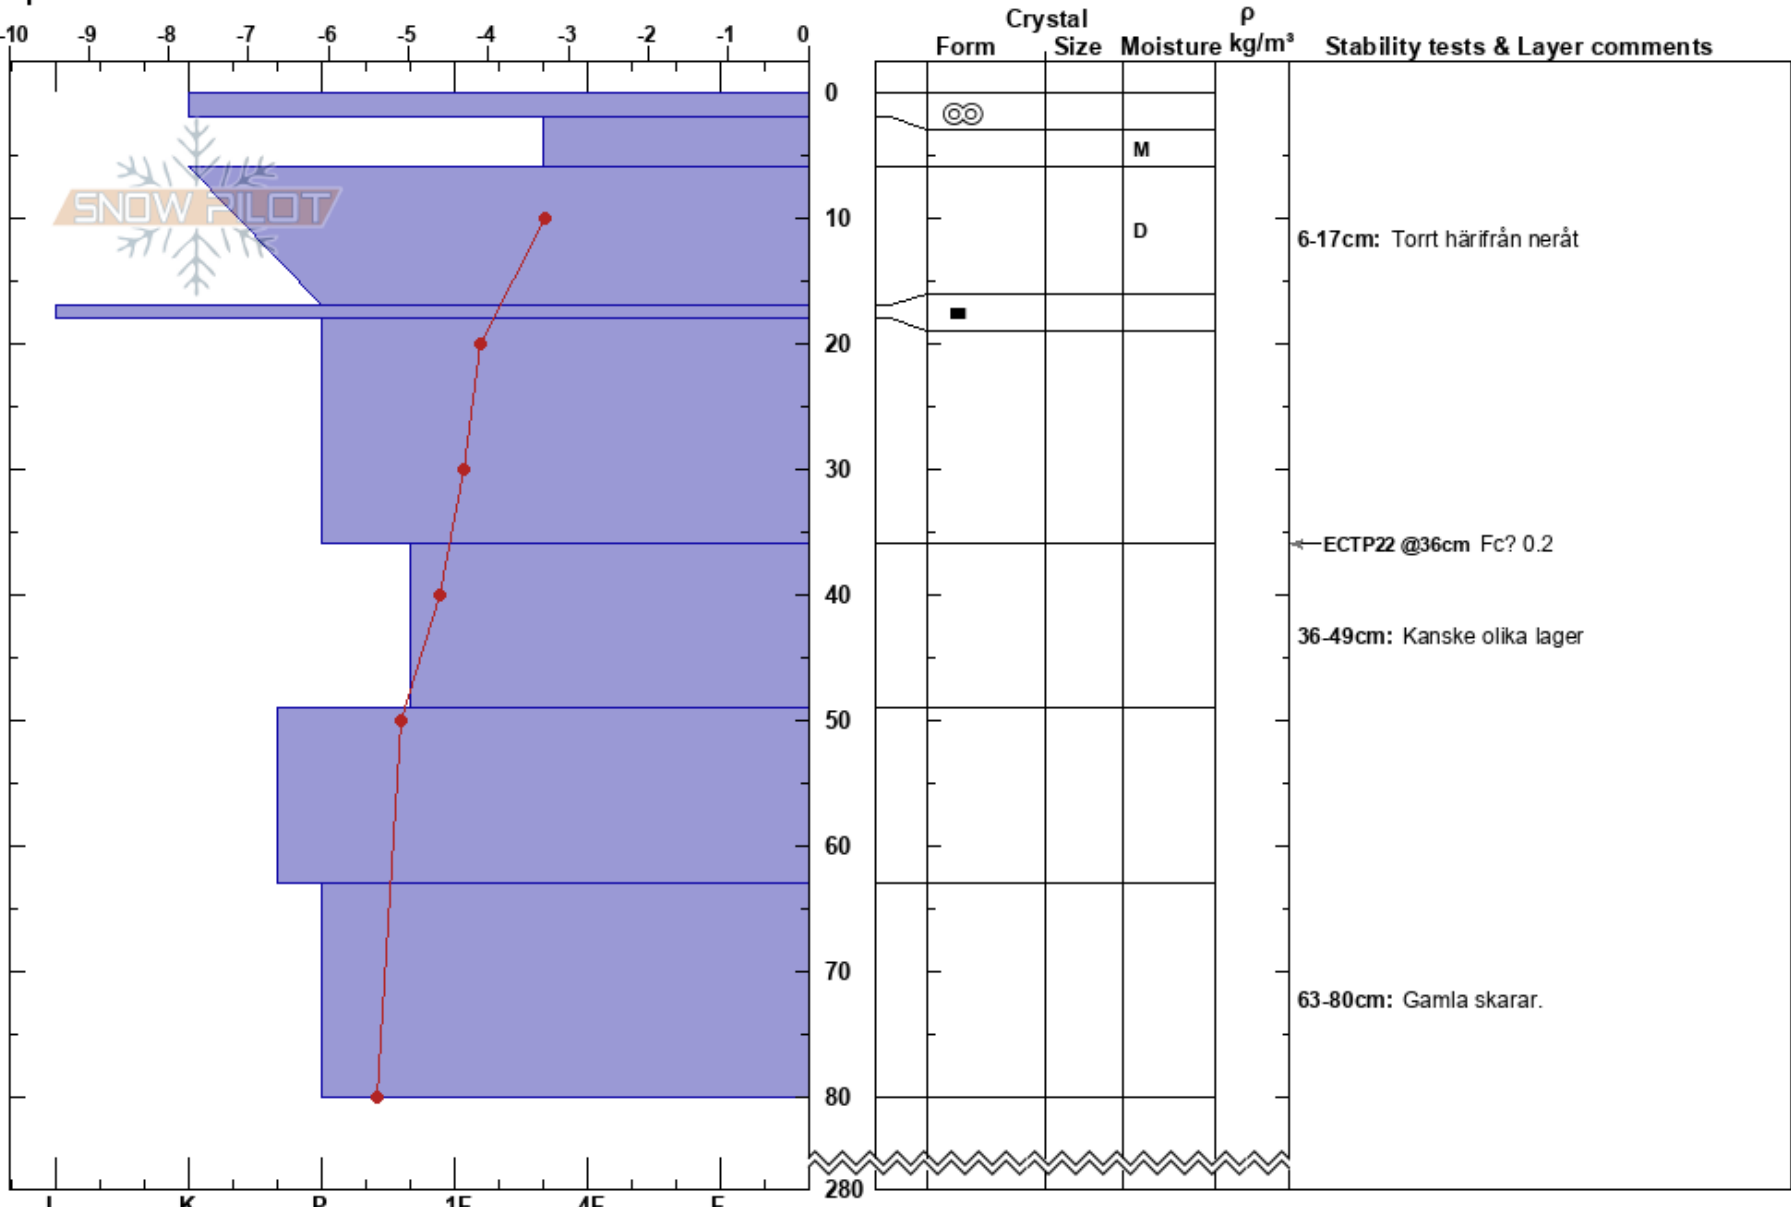 -10 -9 -8 -7 -6 -5 -4 -3 -2 -1 0
Crystal
Form Size Moisture
ρ
kg/m³
Stability tests & Layer comments
0
M
SNOW PILOT
10
D
6-17cm: Torrt härifrån neråt
20
30
ECTP22 @36cm Fc? 0.2
40
36-49cm: Kanske olika lager
50
60
70
63-80cm: Gamla skarar.
80
280
I K P 1F 4F F